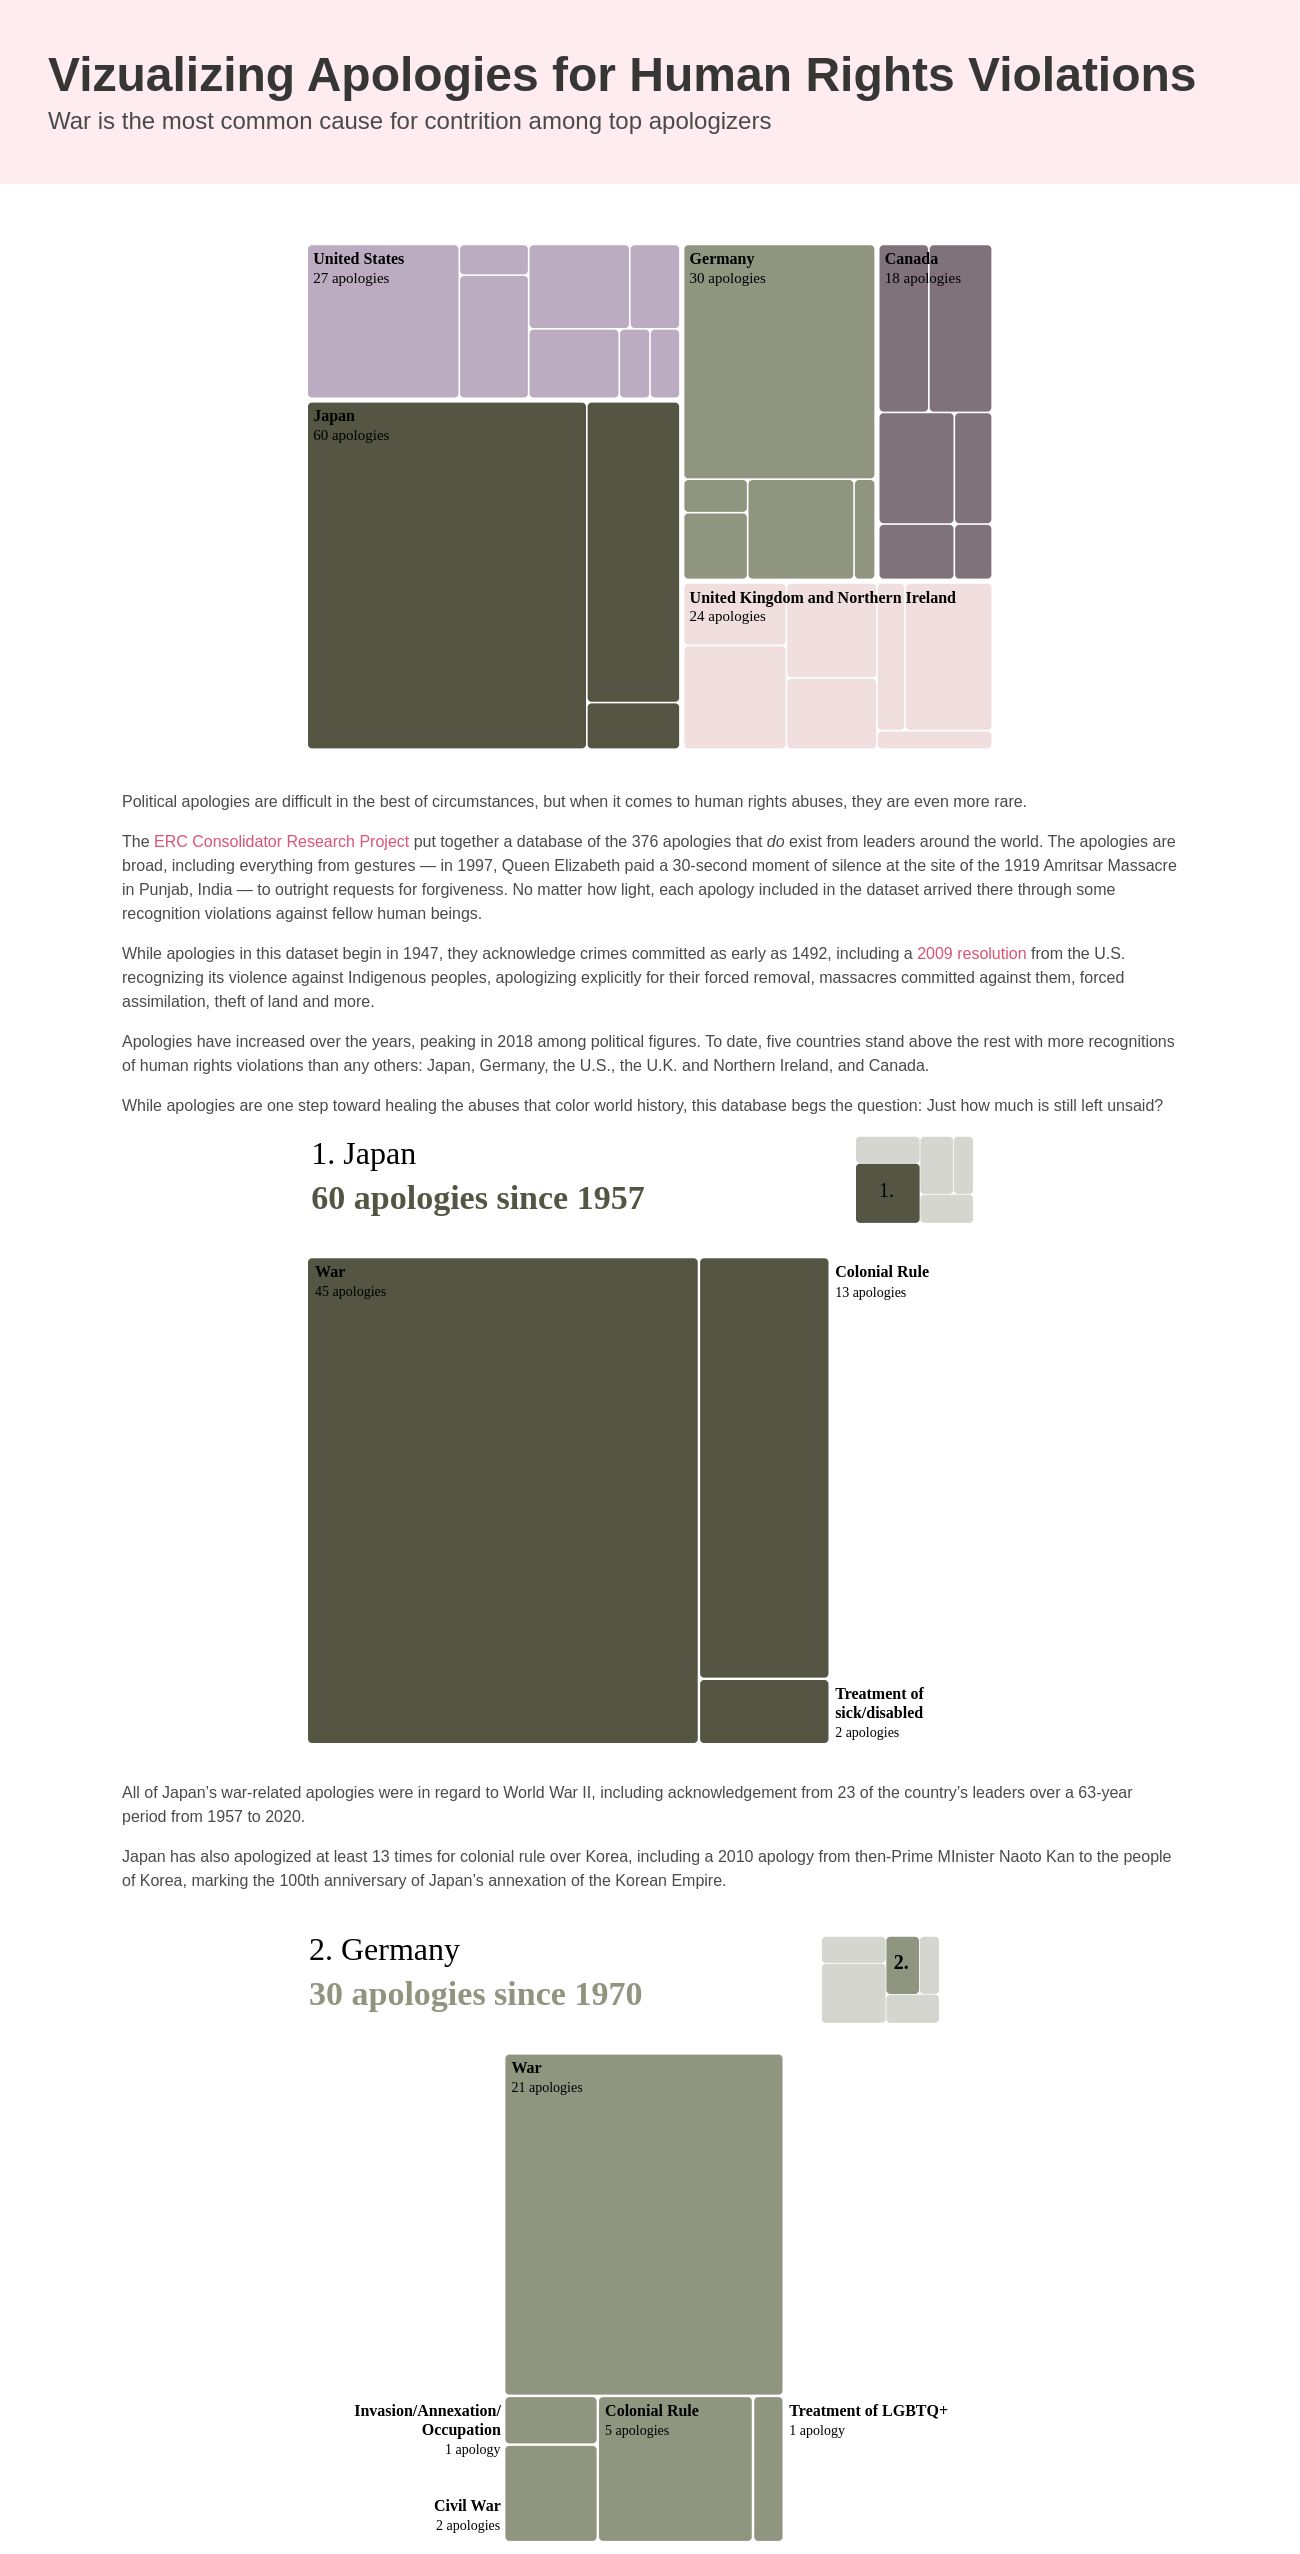 Vizualizing Apologies for Human Rights Violations
War is the most common cause for contrition among top apologizers
United States
27 apologies
Germany
30 apologies
Canada
18 apologies
Japan
60 apologies
United Kingdom and Northern Ireland
24 apologies
Political apologies are difficult in the best of circumstances, but when it comes to human rights abuses, they are even more rare.
The ERC Consolidator Research Project put together a database of the 376 apologies that do exist from leaders around the world. The apologies are
broad, including everything from gestures — in 1997, Queen Elizabeth paid a 30-second moment of silence at the site of the 1919 Amritsar Massacre
in Punjab, India — to outright requests for forgiveness. No matter how light, each apology included in the dataset arrived there through some
recognition violations against fellow human beings.
While apologies in this dataset begin in 1947, they acknowledge crimes committed as early as 1492, including a 2009 resolution from the U.S.
recognizing its violence against Indigenous peoples, apologizing explicitly for their forced removal, massacres committed against them, forced
assimilation, theft of land and more.
Apologies have increased over the years, peaking in 2018 among political figures. To date, five countries stand above the rest with more recognitions
of human rights violations than any others: Japan, Germany, the U.S., the U.K. and Northern Ireland, and Canada.
While apologies are one step toward healing the abuses that color world history, this database begs the question: Just how much is still left unsaid?
1. Japan
60 apologies since 1957
1.
War
45 apologies
Colonial Rule
13 apologies
Treatment of
sick/disabled
2 apologies
All of Japan’s war-related apologies were in regard to World War II, including acknowledgement from 23 of the country’s leaders over a 63-year
period from 1957 to 2020.
Japan has also apologized at least 13 times for colonial rule over Korea, including a 2010 apology from then-Prime MInister Naoto Kan to the people
of Korea, marking the 100th anniversary of Japan’s annexation of the Korean Empire.
2. Germany
30 apologies since 1970
2.
War
21 apologies
Invasion/Annexation/
Occupation
1 apology
Colonial Rule
5 apologies
Treatment of LGBTQ+
1 apology
Civil War
2 apologies